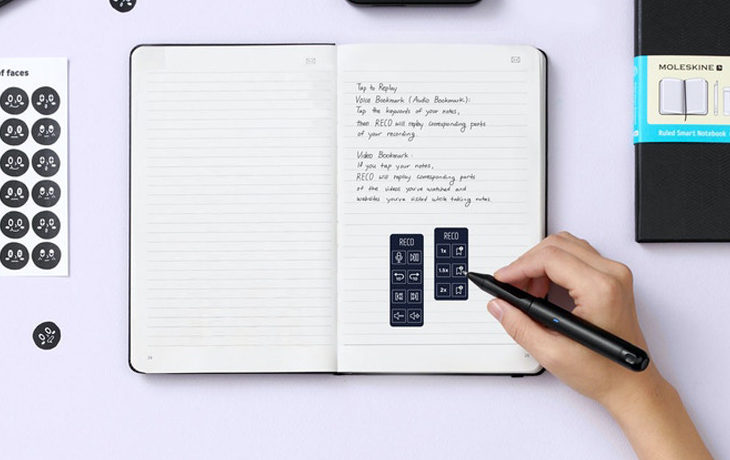 of faces
Tap to Replay
Voice Bookmark (Audio Bookmark):
Tap the keywords of your notes,
then RECO will replay corresponding parts
of your recording.
Video Bookmark:
If you tap your notes,
RECO will replay corresponding parts
of the videos you've watched and
websites you've visited while taking notes.
RECO
RECO
1x
1.5x
2x
MOLESKINE
Ruled Smart Notebook